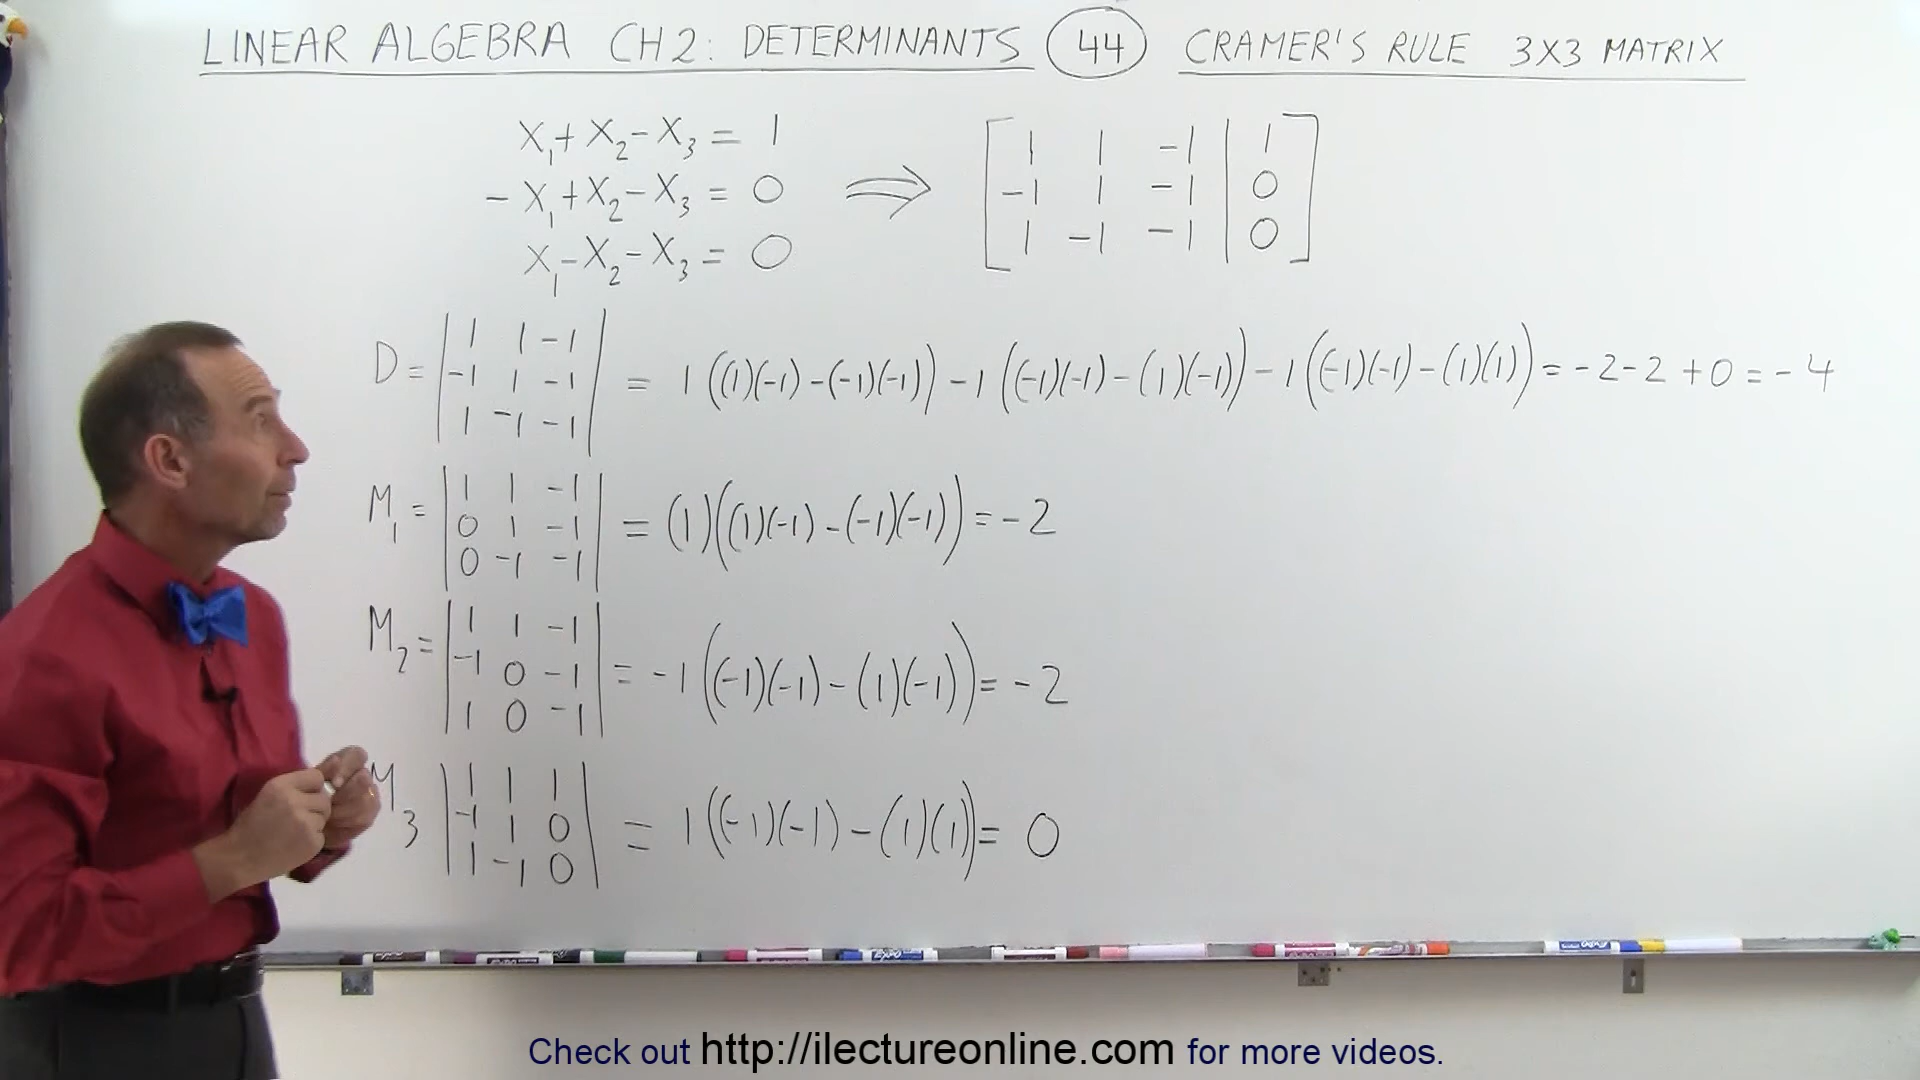 LINEAR ALGEBRA CH2: DETERMINANTS 44 CRAMER'S RULE 3X3 MATRIX
X₁+X₂-X₃ = 1
-X₁+X₂-X₃ = 0
X₁-X₂-X₃ = 0
⇒
1 1 -1 | 1
-1 1 -1 | 0
1 -1 -1 | 0
D = | 1 1 -1 |
| -1 1 -1 | = 1((1)(-1)-(-1)(-1))-1((-1)(-1)-(1)(-1))-1((-1)(-1)-(1)(1)) = -2-2+0 = -4
| 1 -1 -1 |
M₁ = | 1 1 -1 |
| 0 1 -1 | = (1)((1)(-1)-(-1)(-1)) = -2
| 0 -1 -1 |
M₂ = | 1 1 -1 |
| -1 0 -1 | = -1((-1)(-1)-(1)(-1)) = -2
| 1 0 -1 |
M₃ | 1 1 1 |
| -1 1 0 | = 1((-1)(-1)-(1)(1)) = 0
| 1 -1 0 |
Check out http://ilectureonline.com for more videos.